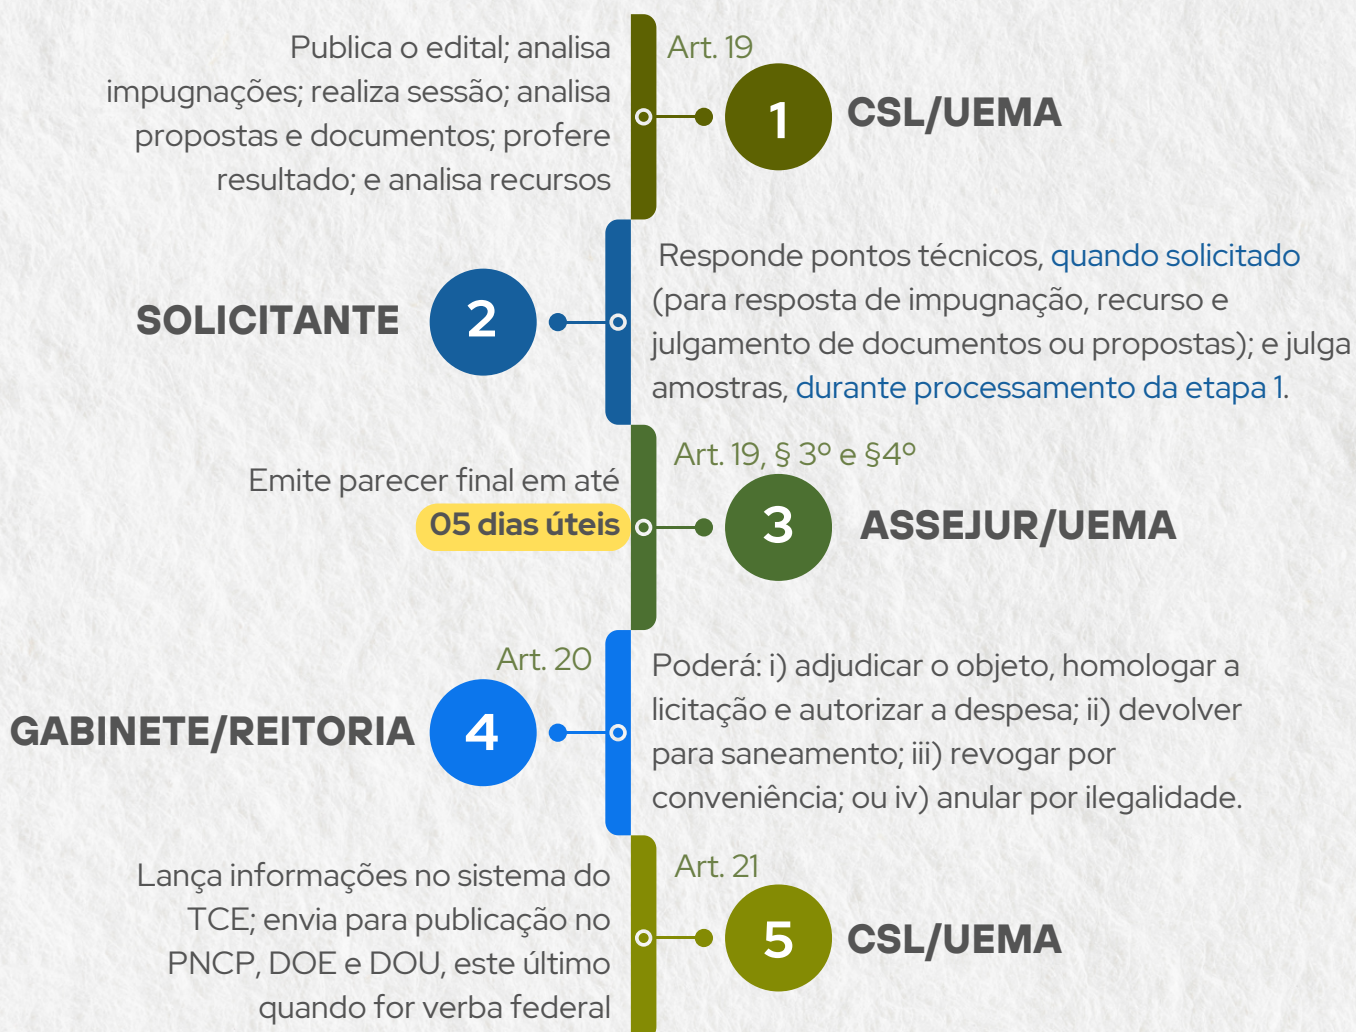 Publica o edital; analisa
impugnações; realiza sessão; analisa
propostas e documentos; profere
resultado; e analisa recursos
Art. 19
1
CSL/UEMA
SOLICITANTE
2
Responde pontos técnicos, quando solicitado
(para resposta de impugnação, recurso e
julgamento de documentos ou propostas); e julga
amostras, durante processamento da etapa 1.
Emite parecer final em até
05 dias úteis
Art. 19, § 3º e §4º
3
ASSEJUR/UEMA
Art. 20
GABINETE/REITORIA
4
Poderá: i) adjudicar o objeto, homologar a
licitação e autorizar a despesa; ii) devolver
para saneamento; iii) revogar por
conveniência; ou iv) anular por ilegalidade.
Lança informações no sistema do
TCE; envia para publicação no
PNCP, DOE e DOU, este último
quando for verba federal
Art. 21
5
CSL/UEMA